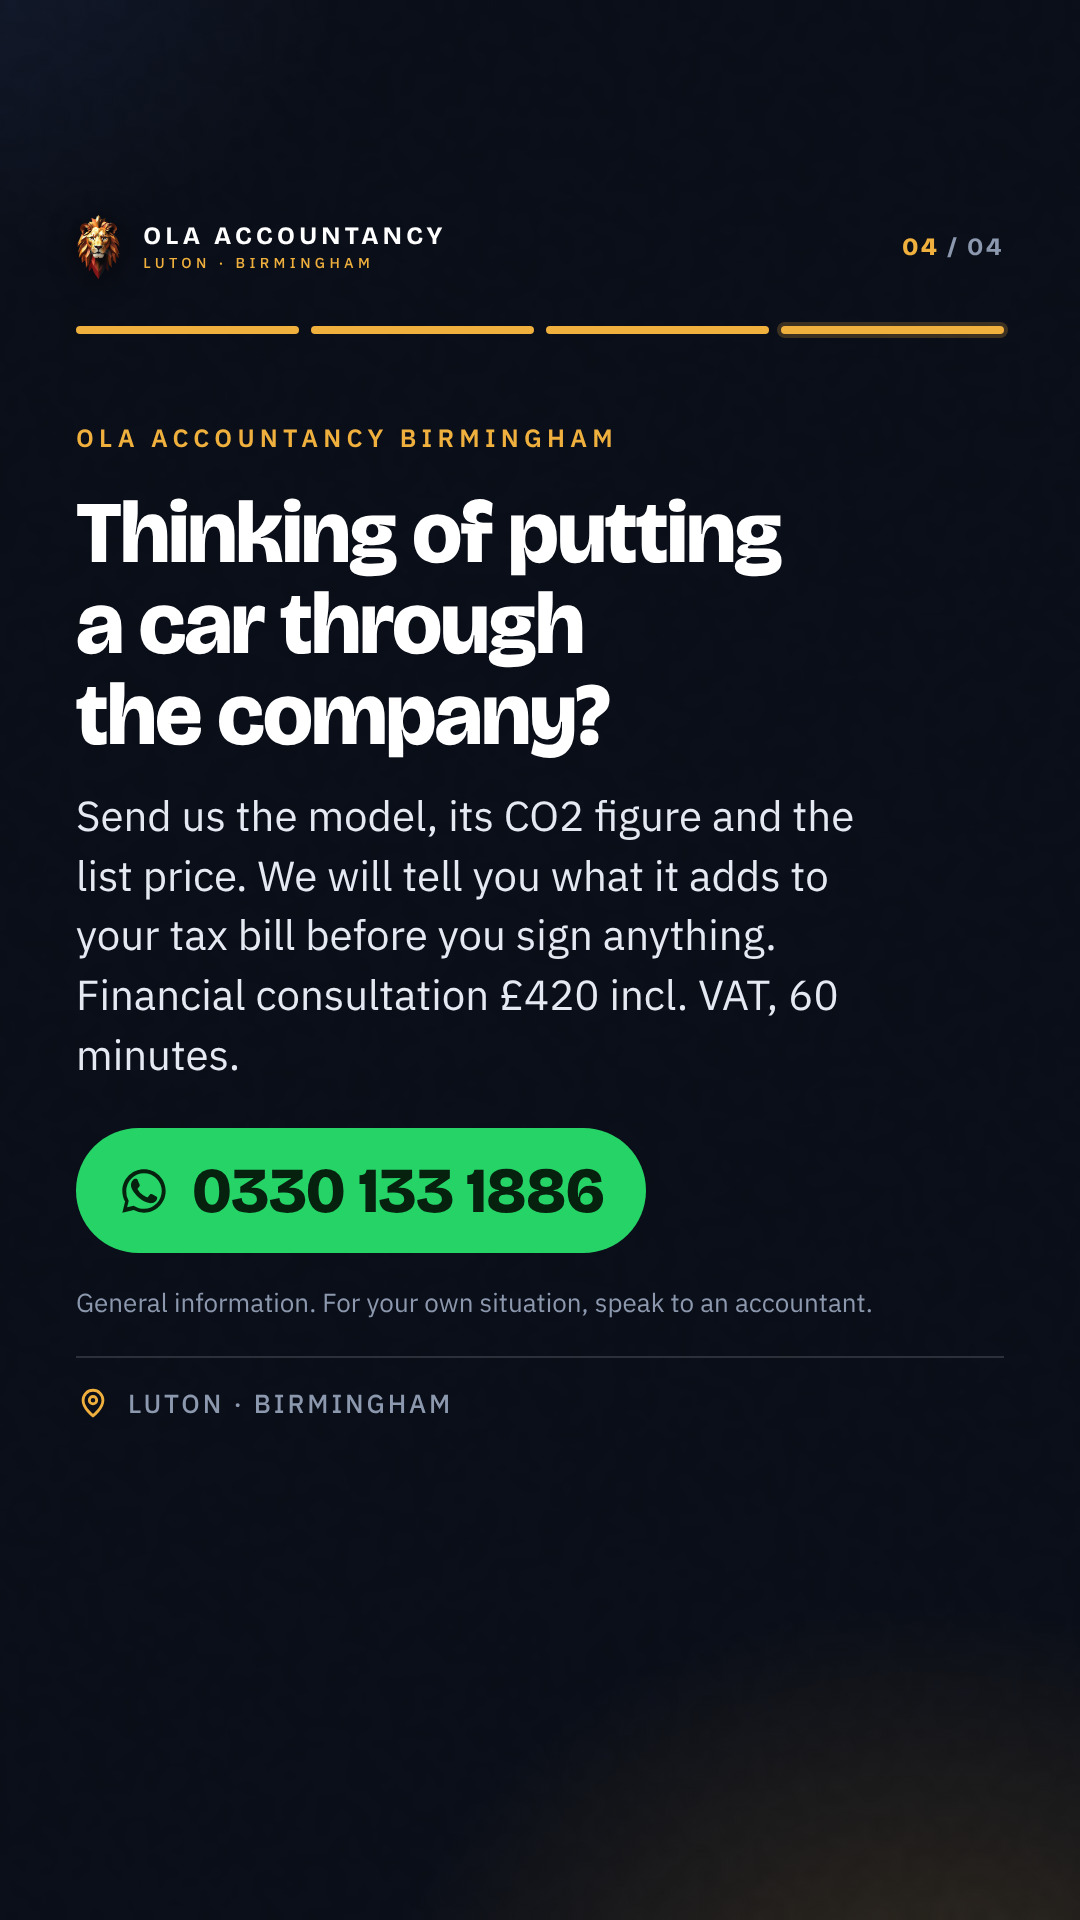 OLA ACCOUNTANCY
LUTON · BIRMINGHAM
04 / 04
OLA ACCOUNTANCY BIRMINGHAM
Thinking of putting
a car through
the company?
Send us the model, its CO2 figure and the
list price. We will tell you what it adds to
your tax bill before you sign anything.
Financial consultation £420 incl. VAT, 60
minutes.
0330 133 1886
General information. For your own situation, speak to an accountant.
LUTON · BIRMINGHAM